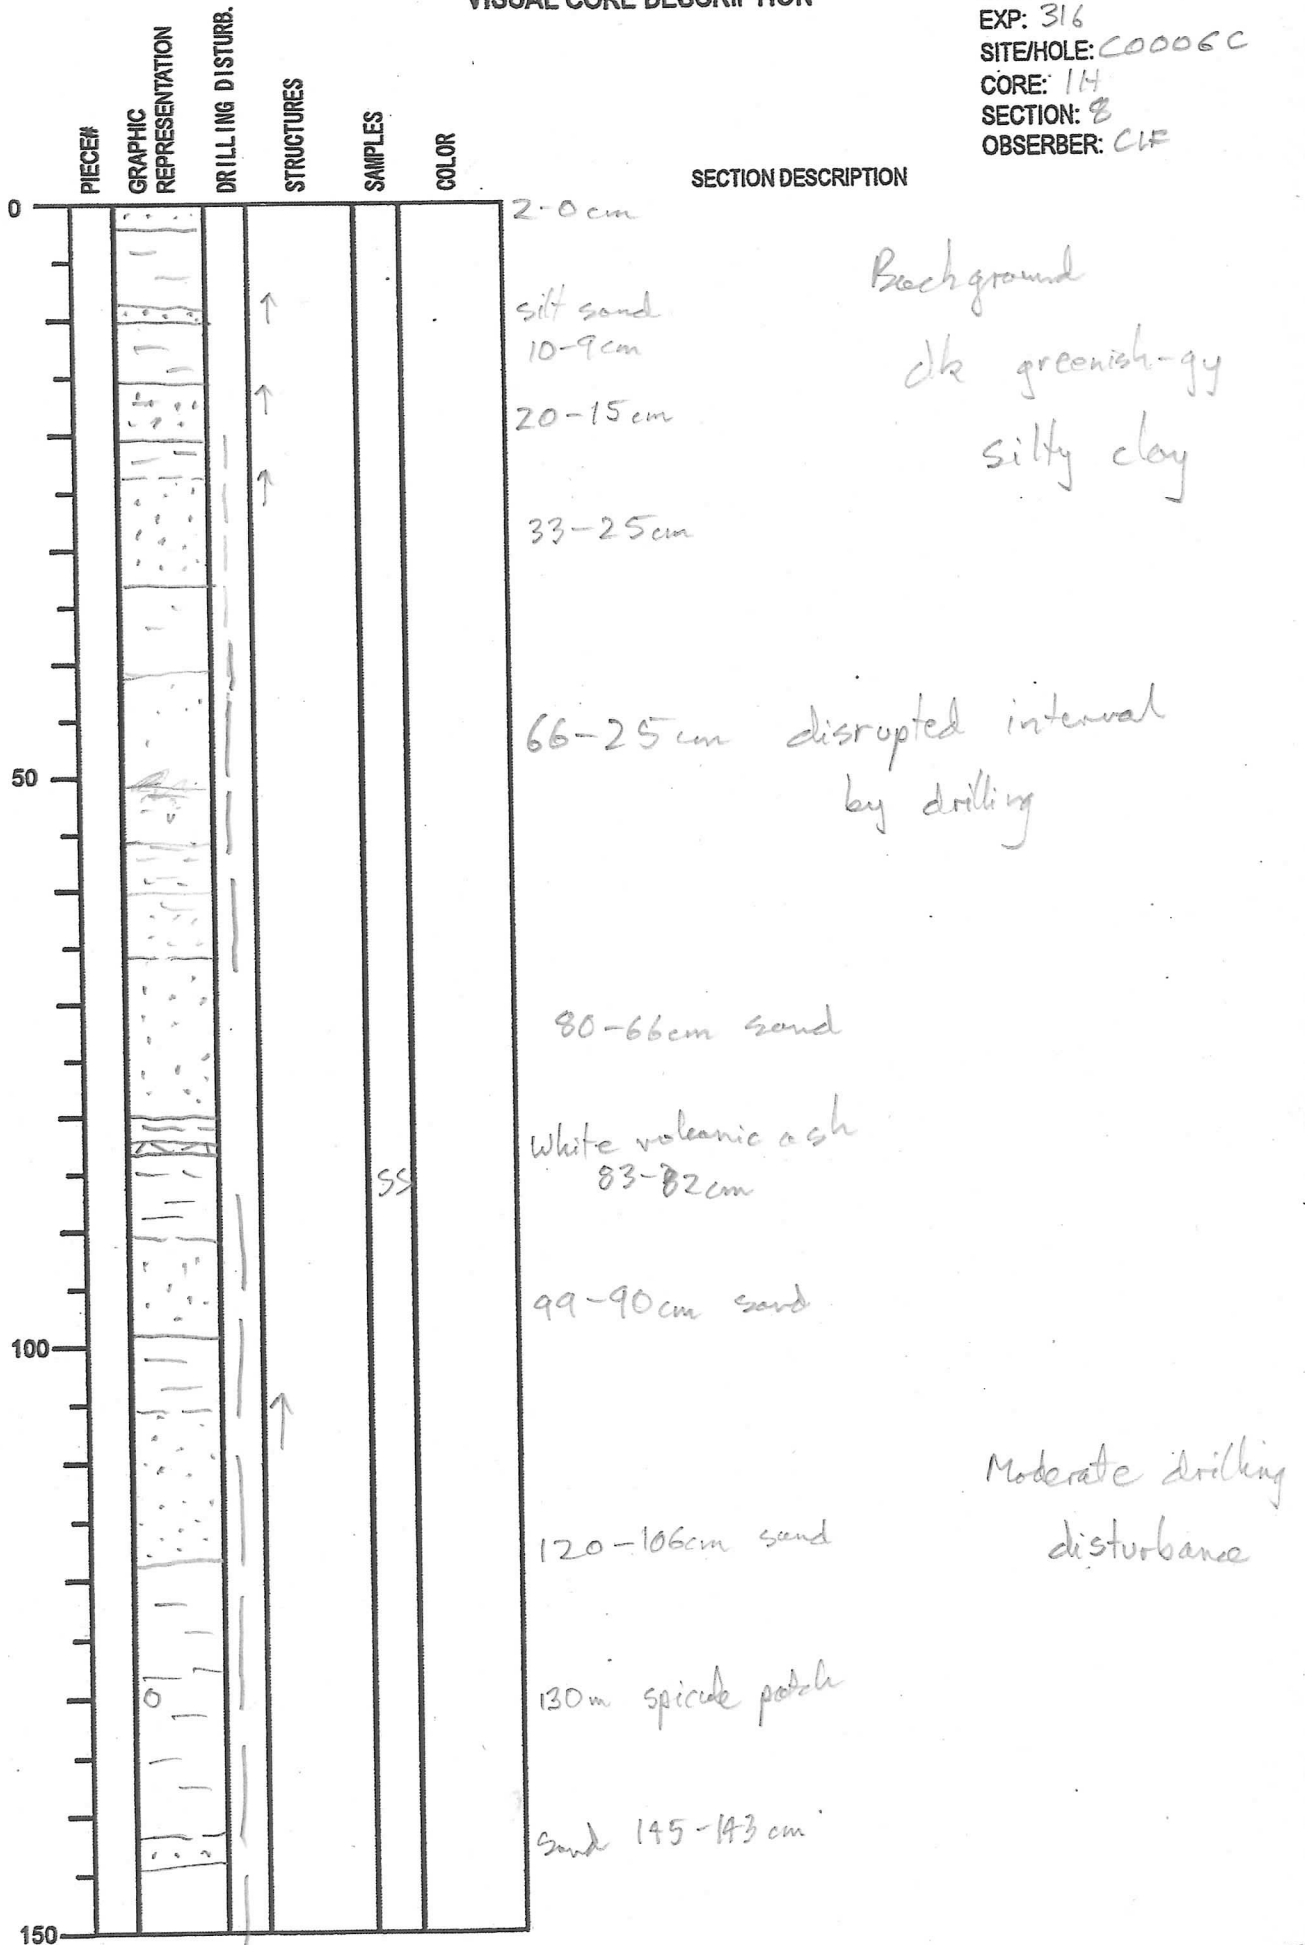 VISUAL CORE DESCRIPTION
EXP: 316
SITE/HOLE: C0006C
CORE: 1H
SECTION: 8
OBSERBER: CLF
PIECE#
GRAPHIC
REPRESENTATION
DRILLING DISTURB.
STRUCTURES
SAMPLES
COLOR
SECTION DESCRIPTION
0
2-0 cm
Background
silt sand
10-9cm
dk greenish-gy
20-15 cm
silty clay
33-25cm
66-25 cm disrupted interval
50
by drilling
80-66cm sand
White volcanic ash
SS
83-82cm
99-90cm sand
100
Moderate drilling
120-106cm sand
disturbance
130m spicule patch
Sand 145-143 cm
150